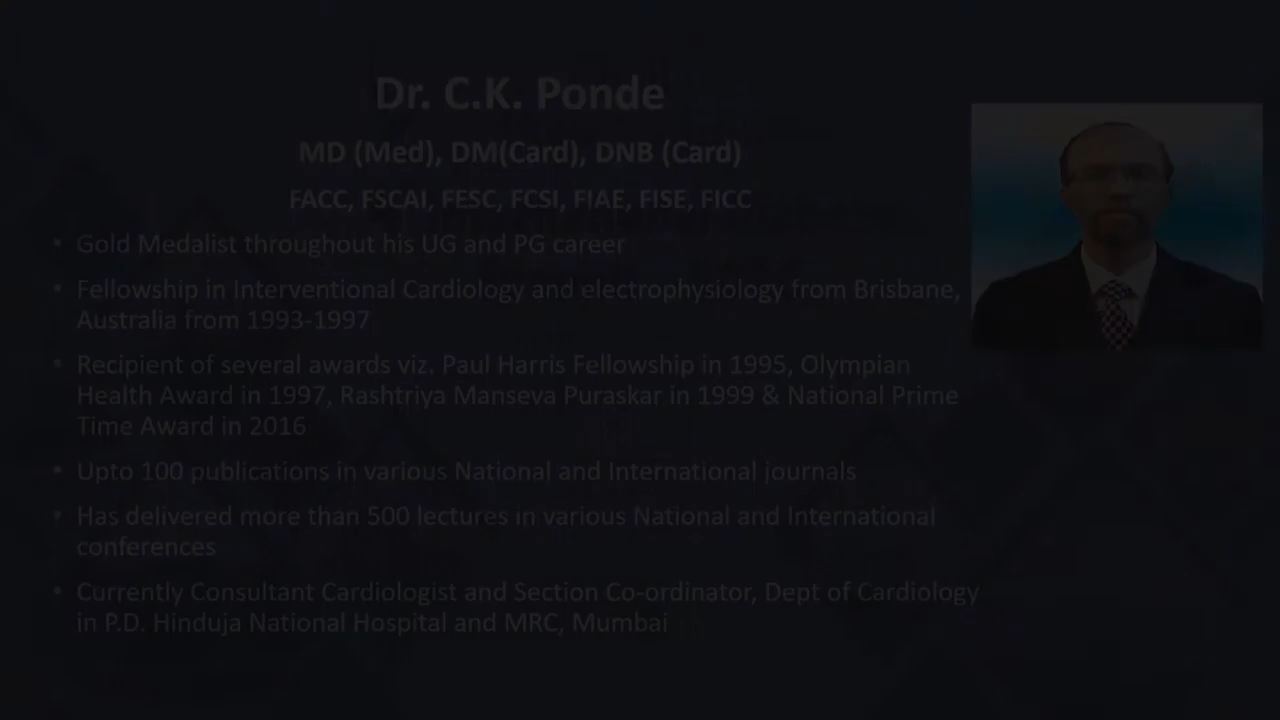 Dr. C.K. Ponde
MD (Med), DM(Card), DNB (Card)
FACC, FSCAI, FESC, FCSI, FIAE, FISE, FICC
• Gold Medalist throughout his UG and PG career
• Fellowship in Interventional Cardiology and electrophysiology from Brisbane,
Australia from 1993-1997
• Recipient of several awards viz. Paul Harris Fellowship in 1995, Olympian
Health Award in 1997, Rashtriya Manseva Puraskar in 1999 & National Prime
Time Award in 2016
• Upto 100 publications in various National and International journals
• Has delivered more than 500 lectures in various National and International
conferences
• Currently Consultant Cardiologist and Section Co-ordinator, Dept of Cardiology
in P.D. Hinduja National Hospital and MRC, Mumbai